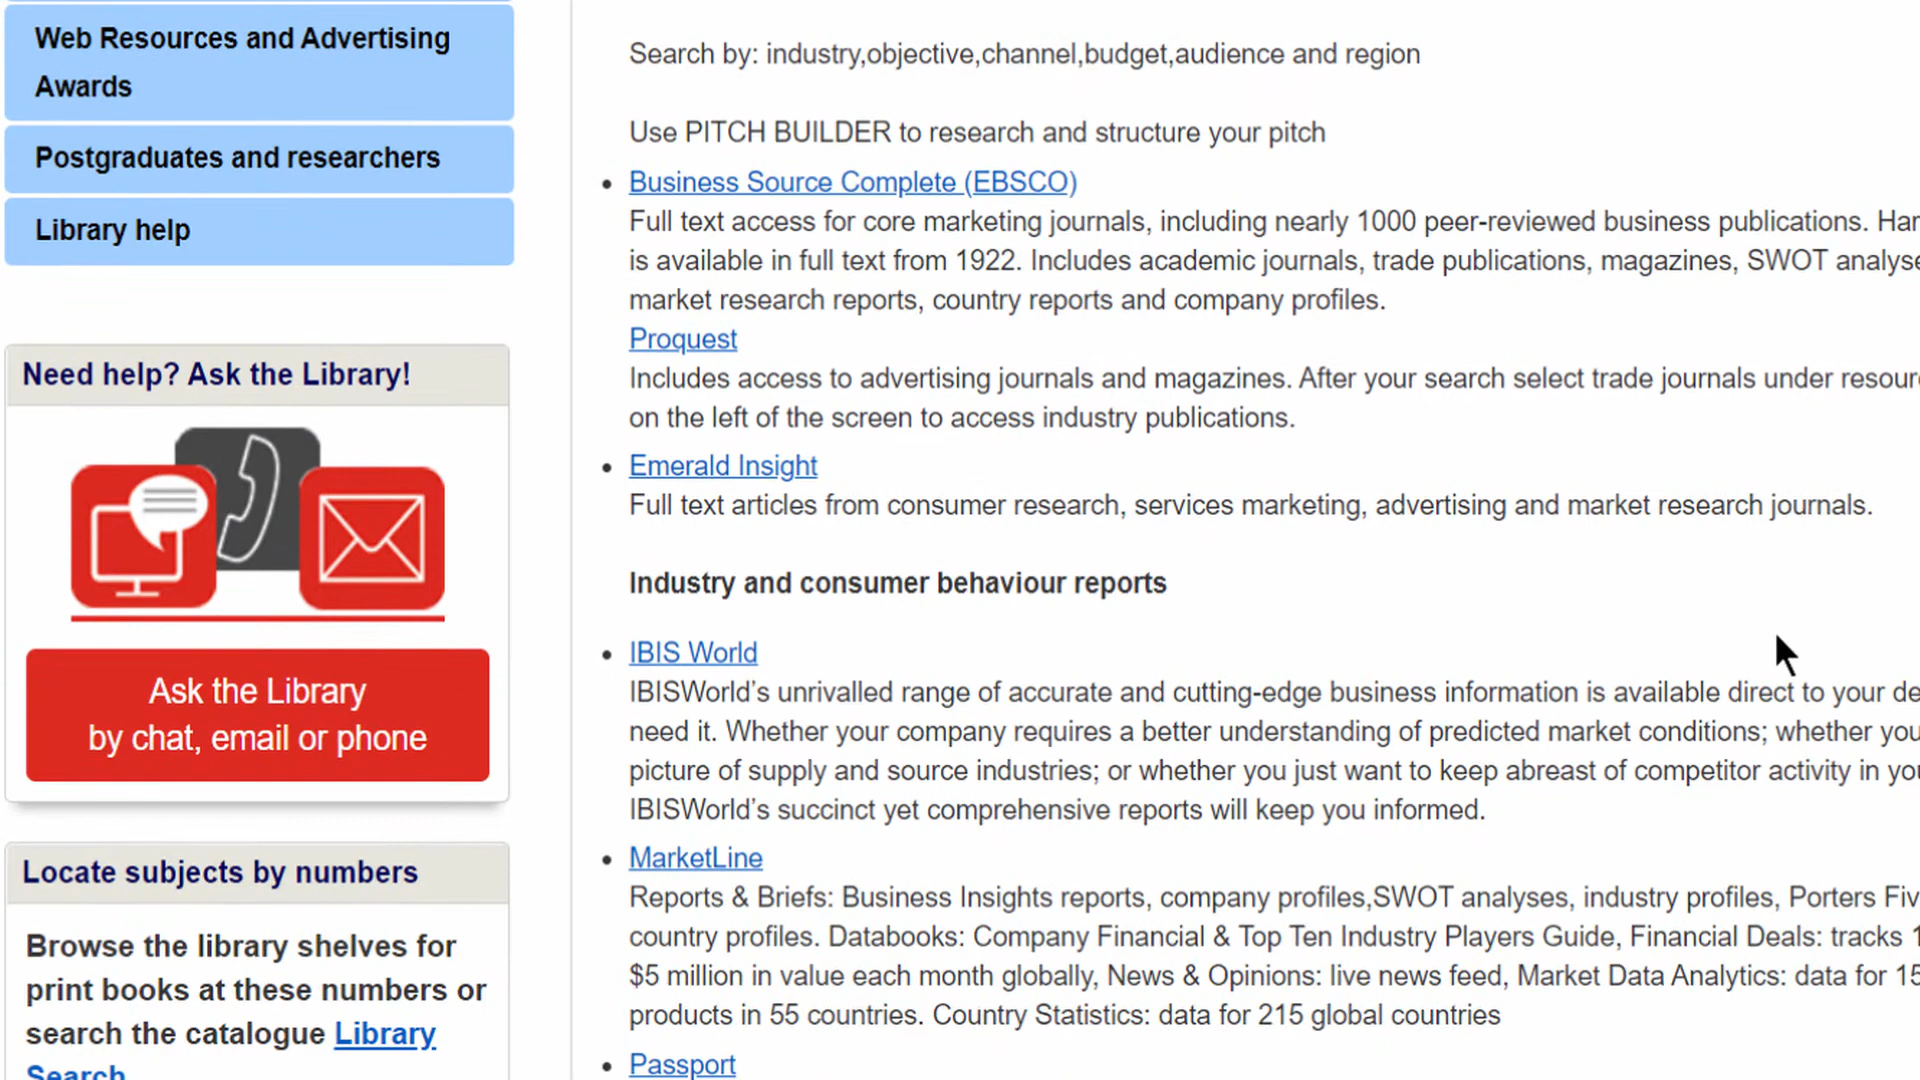 Web Resources and Advertising
Awards
Postgraduates and researchers
Library help
Need help? Ask the Library!
Ask the Library
by chat, email or phone
Locate subjects by numbers
Browse the library shelves for
print books at these numbers or
search the catalogue Library
Search
Search by: industry,objective,channel,budget,audience and region
Use PITCH BUILDER to research and structure your pitch
Business Source Complete (EBSCO)
Full text access for core marketing journals, including nearly 1000 peer-reviewed business publications.
is available in full text from 1922. Includes academic journals, trade publications, magazines, SWOT
market research reports, country reports and company profiles.
Proquest
Includes access to advertising journals and magazines. After your search select trade journals under
on the left of the screen to access industry publications.
Emerald Insight
Full text articles from consumer research, services marketing, advertising and market research journals.
Industry and consumer behaviour reports
IBIS World
IBISWorld’s unrivalled range of accurate and cutting-edge business information is available direct to your
need it. Whether your company requires a better understanding of predicted market conditions; whether
picture of supply and source industries; or whether you just want to keep abreast of competitor activity in
IBISWorld’s succinct yet comprehensive reports will keep you informed.
MarketLine
Reports & Briefs: Business Insights reports, company profiles,SWOT analyses, industry profiles, Porters
country profiles. Databooks: Company Financial & Top Ten Industry Players Guide, Financial Deals: tracks
$5 million in value each month globally, News & Opinions: live news feed, Market Data Analytics: data for
products in 55 countries. Country Statistics: data for 215 global countries
Passport